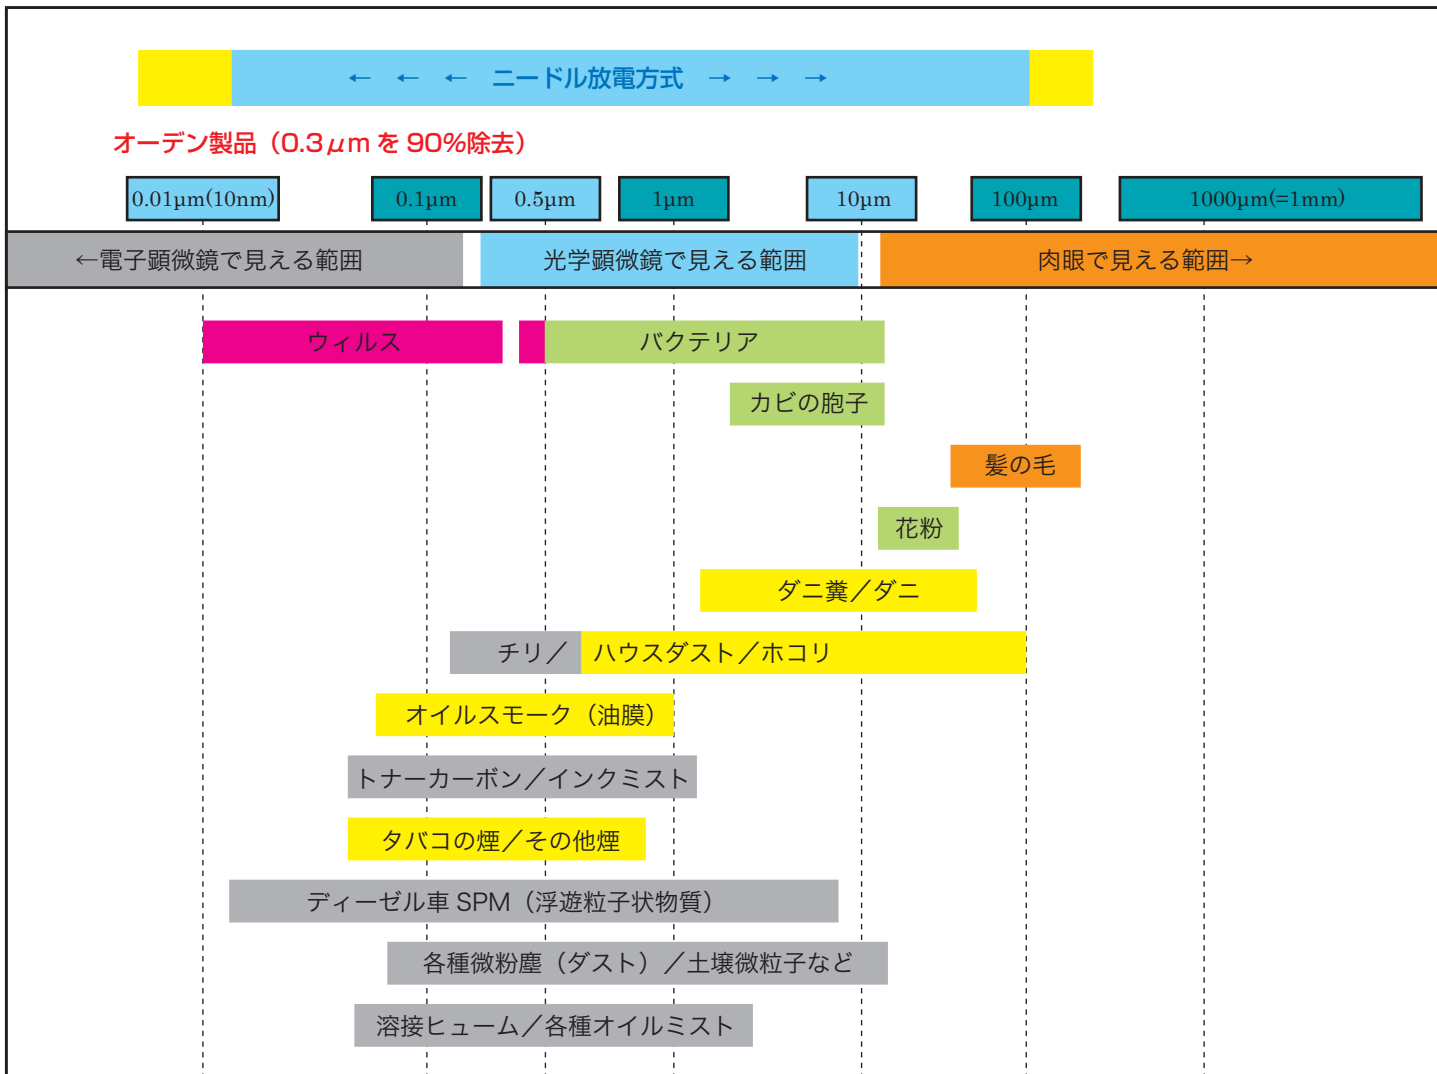 ← ← ← ニードル放電方式 → → →
オーデン製品（0.3μm を 90%除去）
0.01μm(10nm) 0.1μm 0.5μm 1μm 10μm 100μm 1000μm(=1mm)
←電子顕微鏡で見える範囲 光学顕微鏡で見える範囲 肉眼で見える範囲→
ウィルス バクテリア
カビの胞子
髪の毛
花粉
ダニ糞／ダニ
チリ／ ハウスダスト／ホコリ
オイルスモーク（油膜）
トナーカーボン／インクミスト
タバコの煙／その他煙
ディーゼル車 SPM（浮遊粒子状物質）
各種微粉塵（ダスト）／土壌微粒子など
溶接ヒューム／各種オイルミスト